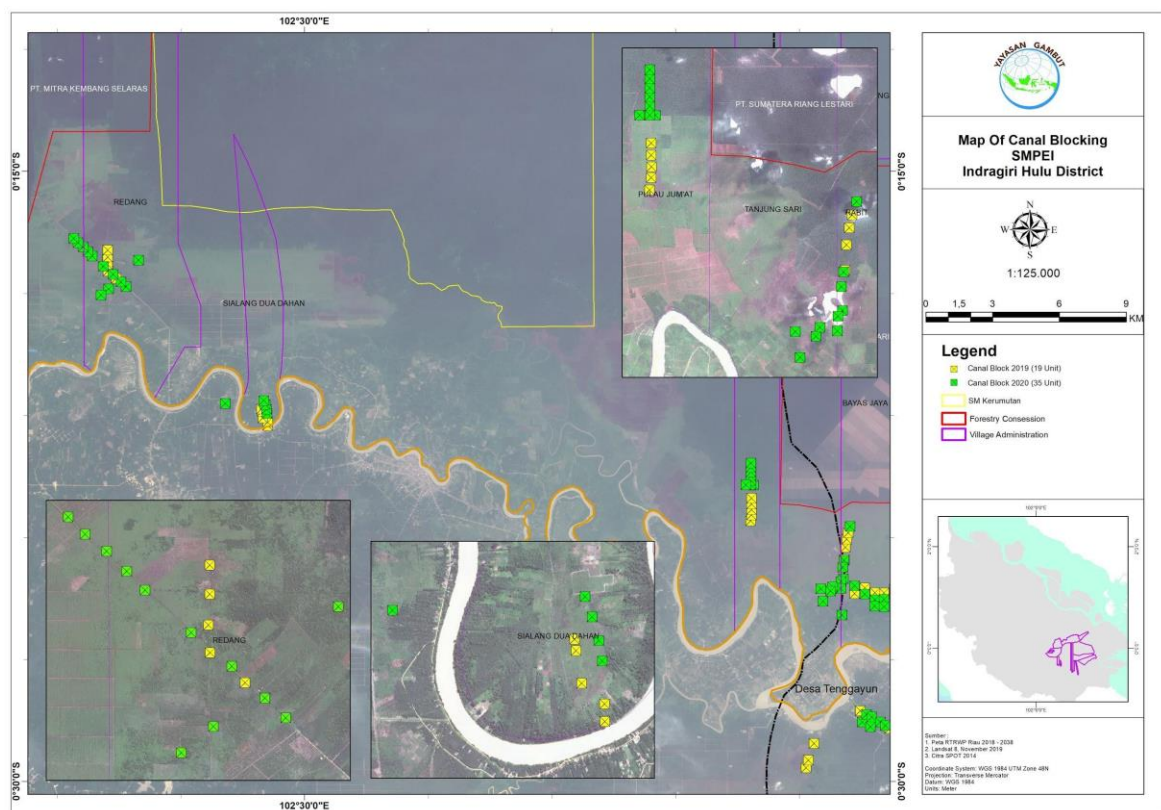 102°30'0"E
PT. MITRA KEMBANG SELARAS
PT. SUMATERA RIANG LESTARI
0°15'0"S
0°15'0"S
PULAU JUM'AT
REDANG
TANJUNG SARI
SIALANG DUA DAHAN
BAYAS JAYA
SIALANG DUA DAHAN
REDANG
Desa Tenggayun
0°30'0"S
0°30'0"S
102°30'0"E
YAYASAN GAMBUT
Map Of Canal Blocking
SMPEI
Indragiri Hulu District
N
W E
S
1:125.000
0 1,5 3 6 9
KM
Legend
Canal Block 2019 (19 Unit)
Canal Block 2020 (35 Unit)
SM Kerumutan
Forestry Consession
Village Administration
Sumber :
1. Peta RTRWP Riau 2018 - 2038
2. Landsat 8, November 2019
3. Citra SPOT 2014
Coordinate System: WGS 1984 UTM Zone 48N
Projection: Transverse Mercator
Datum: WGS 1984
Units: Meter